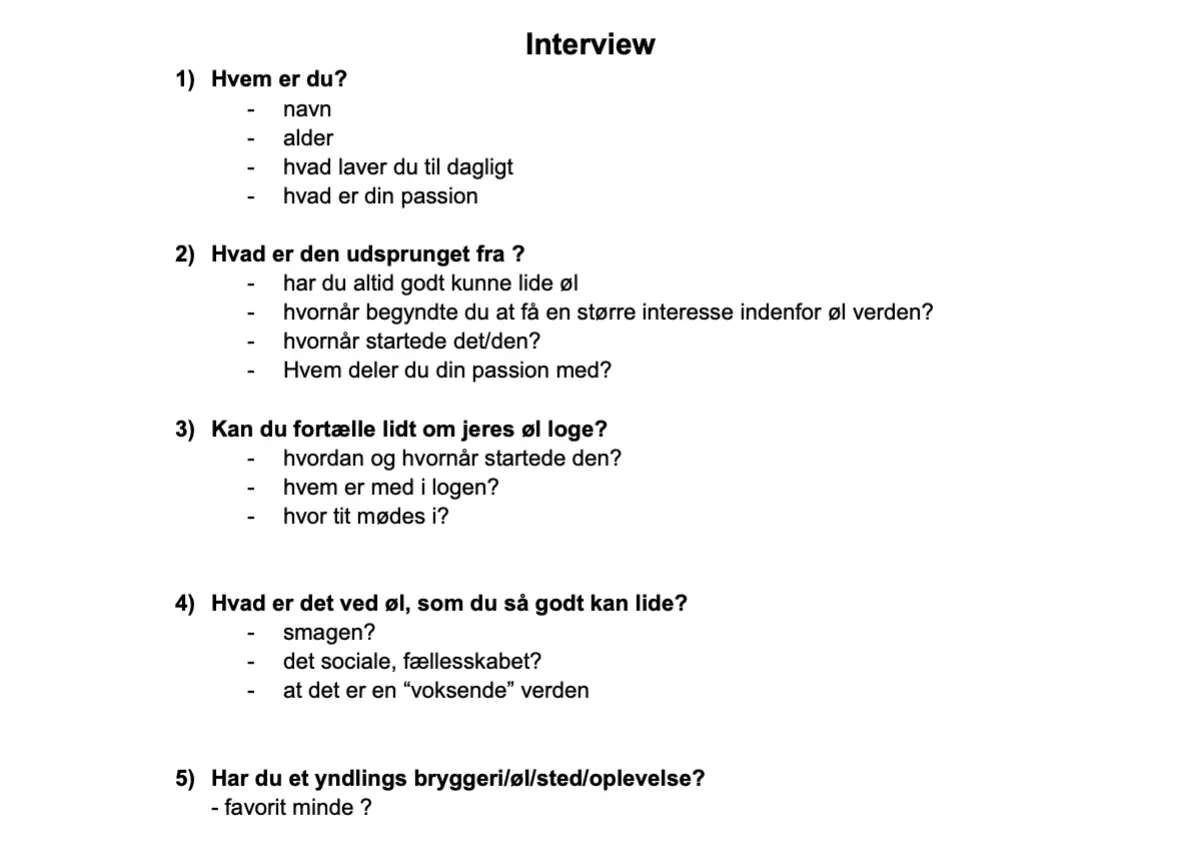 Interview
1) Hvem er du?
- navn
- alder
- hvad laver du til dagligt
- hvad er din passion
2) Hvad er den udsprunget fra ?
- har du altid godt kunne lide øl
- hvornår begyndte du at få en større interesse indenfor øl verden?
- hvornår startede det/den?
- Hvem deler du din passion med?
3) Kan du fortælle lidt om jeres øl loge?
- hvordan og hvornår startede den?
- hvem er med i logen?
- hvor tit mødes i?
4) Hvad er det ved øl, som du så godt kan lide?
- smagen?
- det sociale, fællesskabet?
- at det er en “voksende” verden
5) Har du et yndlings bryggeri/øl/sted/oplevelse?
- favorit minde ?